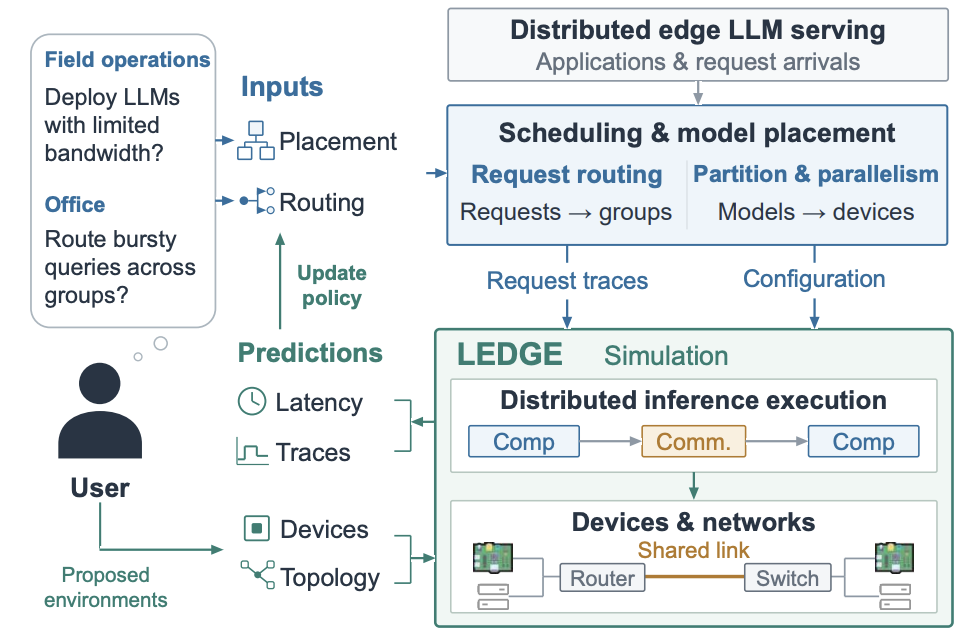 Field operations
Deploy LLMs
with limited
bandwidth?
Office
Route bursty
queries across
groups?
User
Proposed
environments
Inputs
Placement
Routing
Update
policy
Predictions
Latency
Traces
Devices
Topology
Distributed edge LLM serving
Applications & request arrivals
Scheduling & model placement
Request routing
Requests → groups
Partition & parallelism
Models → devices
Request traces
Configuration
LEDGE Simulation
Distributed inference execution
Comp
Comm.
Comp
Devices & networks
Shared link
Router
Switch